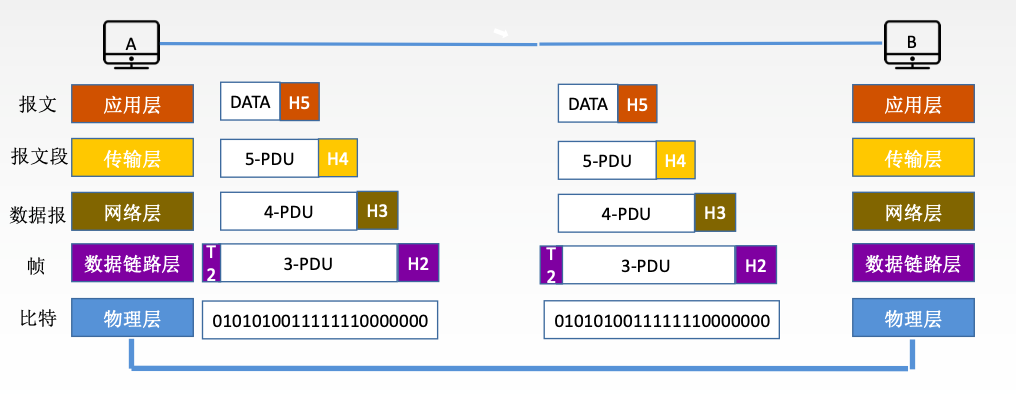 A
B
报文
应用层
DATA
H5
DATA
H5
应用层
报文段
传输层
5-PDU
H4
5-PDU
H4
传输层
数据报
网络层
4-PDU
H3
4-PDU
H3
网络层
帧
数据链路层
T2
3-PDU
H2
T2
3-PDU
H2
数据链路层
比特
物理层
0101010011111110000000
0101010011111110000000
物理层